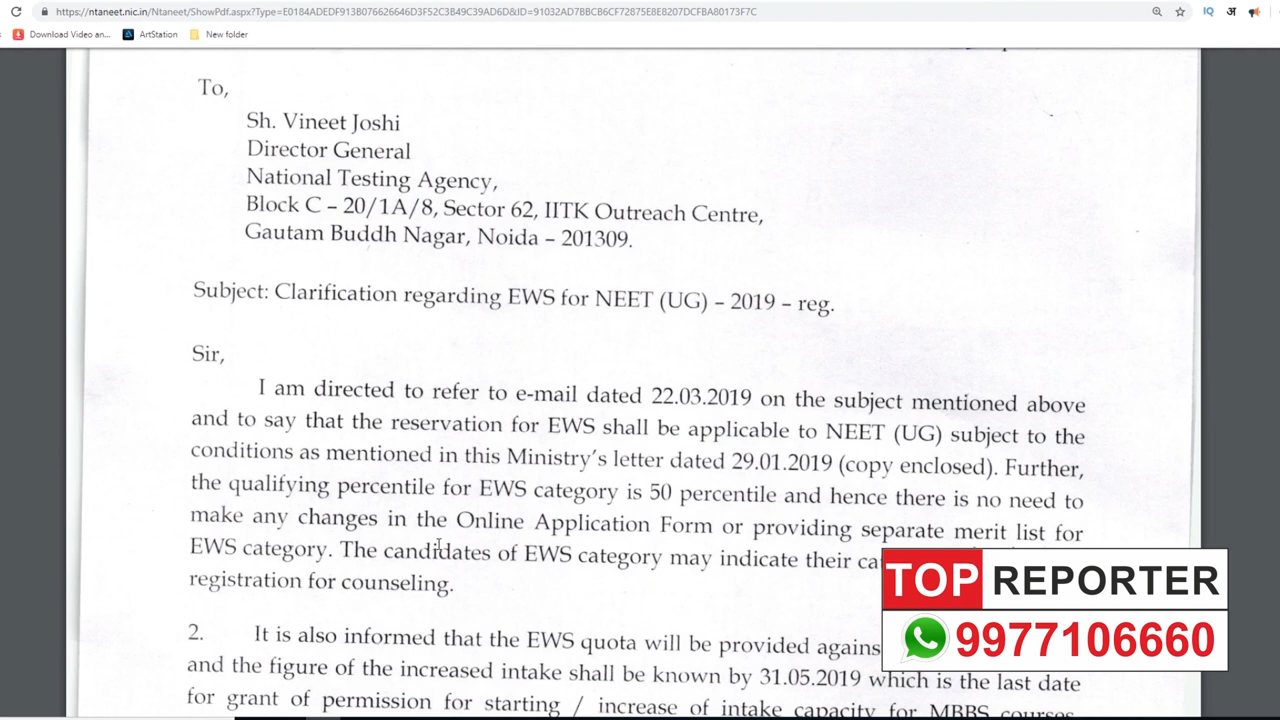 https://ntaneet.nic.in/Ntaneet/ShowPdf.aspx?Type=E0184ADEDF913B076626646D3F52C3B49C39AD6D&ID=91032AD7BBCB6CF72875E8E8207DCFBA80173F7C
IQ
अ
Download Video an...
ArtStation
New folder
To,
Sh. Vineet Joshi
Director General
National Testing Agency,
Block C – 20/1A/8, Sector 62, IITK Outreach Centre,
Gautam Buddh Nagar, Noida – 201309.
Subject: Clarification regarding EWS for NEET (UG) – 2019 – reg.
Sir,
I am directed to refer to e-mail dated 22.03.2019 on the subject mentioned above
and to say that the reservation for EWS shall be applicable to NEET (UG) subject to the
conditions as mentioned in this Ministry's letter dated 29.01.2019 (copy enclosed). Further,
the qualifying percentile for EWS category is 50 percentile and hence there is no need to
make any changes in the Online Application Form or providing separate merit list for
EWS category. The candidates of EWS category may indicate their ca
registration for counseling.
2. It is also informed that the EWS quota will be provided agains
and the figure of the increased intake shall be known by 31.05.2019 which is the last date
for grant of permission for starting / increase of intake capacity for MBBS courses
TOP REPORTER
9977106660